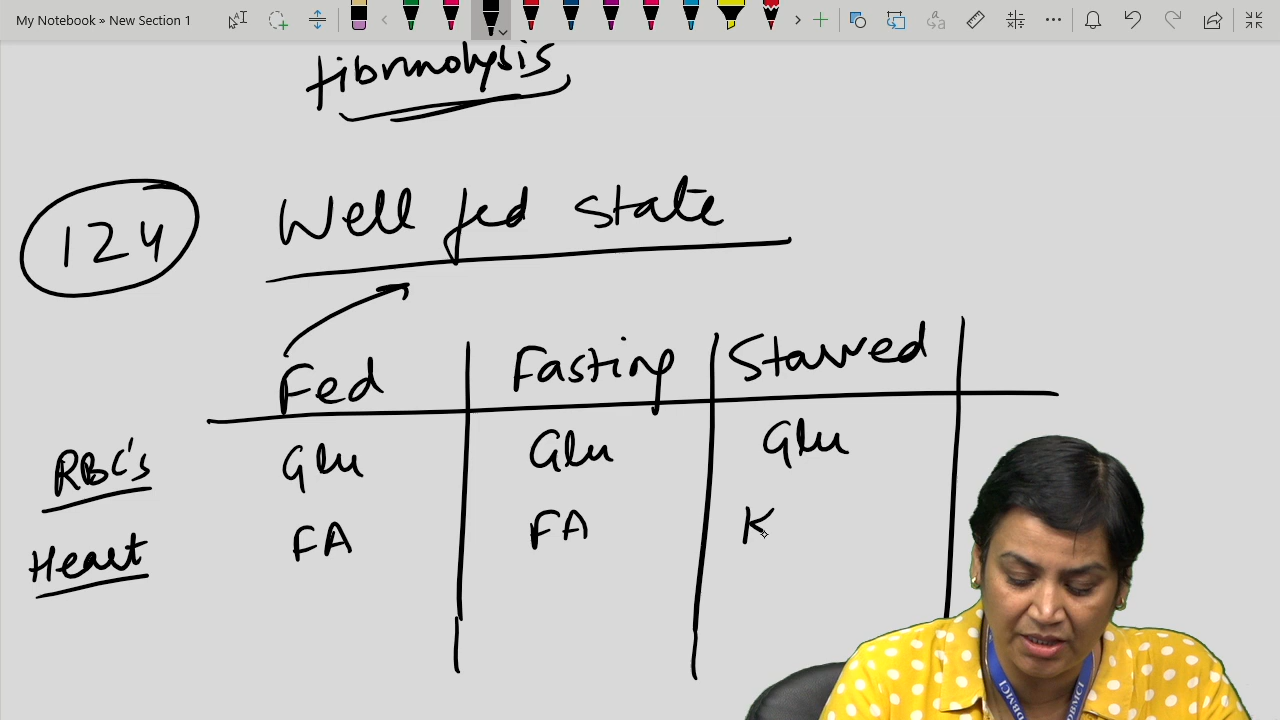 My Notebook » New Section 1
fibrinolysis
124 Well fed state
Fed Fasting Starved
RBC's Glu Glu Glu
Heart FA FA K
DBMCI